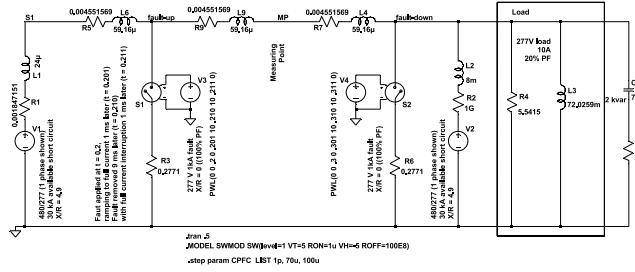 S1
0.004551569
R5
L6
59.16µ
fault-up
0.004551569
R9
L9
59.16µ
MP
Measuring
Point
0.004551569
R7
L4
59.16µ
fault-down
24µ
L1
R1
0.001847151
V1
480/277 (1 phase shown)
30 kA available short circuit
X/R = 4.9
Faut applied at t = 0.2,
ramping to full current 1 ms later (t = 0.201)
Fault removed 9 ms later (t = 0.210)
with full current interruption 1 ms later (t = 0.211)
S1
V3
R3
0.2771
277 V 1kA fault
X/R = 0 ((100% PF)
PWL(0 0 .2 0 .201 10 .210 10 .211 0)
V4
S2
R6
0.2771
PWL(0 0 .3 0 .301 10 .310 10 .311 0)
277 V 1kA fault
X/R = 0 ((100% PF)
L2
8m
R2
1G
V2
480/277 (1 phase shown)
30 kA available short circuit
X/R = 4.9
Load
277V load
10A
20% PF
R4
5.5415
L3
72.0259m
2 kvar
C
7
.tran .5
.MODEL SWMOD SW(level=1 VT=5 RON=1u VH=-5 ROFF=100E8)
.step param CPFC LIST 1p, 70u, 100u